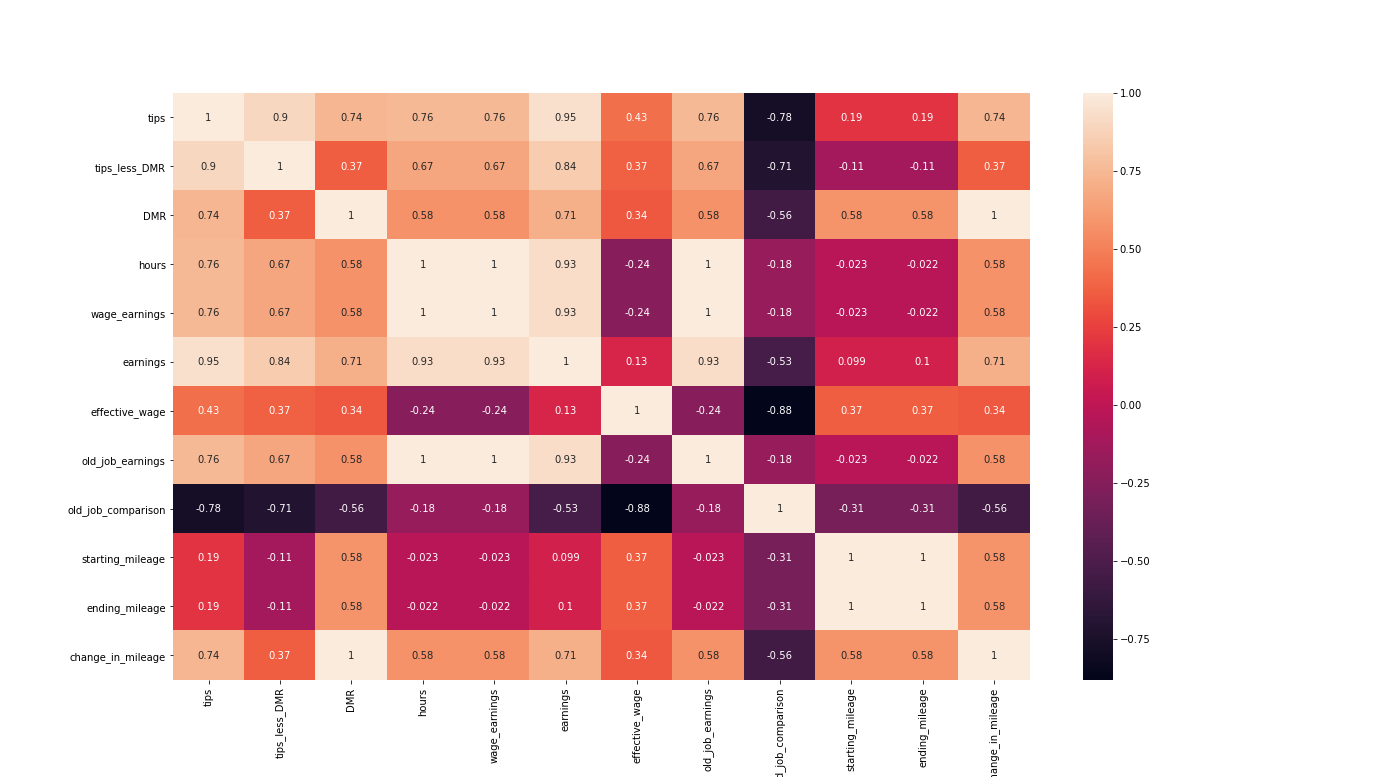 tips 1 0.9 0.74 0.76 0.76 0.95 0.43 0.76 -0.78 0.19 0.19 0.74
tips_less_DMR 0.9 1 0.37 0.67 0.67 0.84 0.37 0.67 -0.71 -0.11 -0.11 0.37
DMR 0.74 0.37 1 0.58 0.58 0.71 0.34 0.58 -0.56 0.58 0.58 1
hours 0.76 0.67 0.58 1 1 0.93 -0.24 1 -0.18 -0.023 -0.022 0.58
wage_earnings 0.76 0.67 0.58 1 1 0.93 -0.24 1 -0.18 -0.023 -0.022 0.58
earnings 0.95 0.84 0.71 0.93 0.93 1 0.13 0.93 -0.53 0.099 0.1 0.71
effective_wage 0.43 0.37 0.34 -0.24 -0.24 0.13 1 -0.24 -0.88 0.37 0.37 0.34
old_job_earnings 0.76 0.67 0.58 1 1 0.93 -0.24 1 -0.18 -0.023 -0.022 0.58
old_job_comparison -0.78 -0.71 -0.56 -0.18 -0.18 -0.53 -0.88 -0.18 1 -0.31 -0.31 -0.56
starting_mileage 0.19 -0.11 0.58 -0.023 -0.023 0.099 0.37 -0.023 -0.31 1 1 0.58
ending_mileage 0.19 -0.11 0.58 -0.022 -0.022 0.1 0.37 -0.022 -0.31 1 1 0.58
change_in_mileage 0.74 0.37 1 0.58 0.58 0.71 0.34 0.58 -0.56 0.58 0.58 1
tips
tips_less_DMR
DMR
hours
wage_earnings
earnings
effective_wage
old_job_earnings
d_job_comparison
starting_mileage
ending_mileage
hange_in_mileage
1.00
0.75
0.50
0.25
0.00
−0.25
−0.50
−0.75